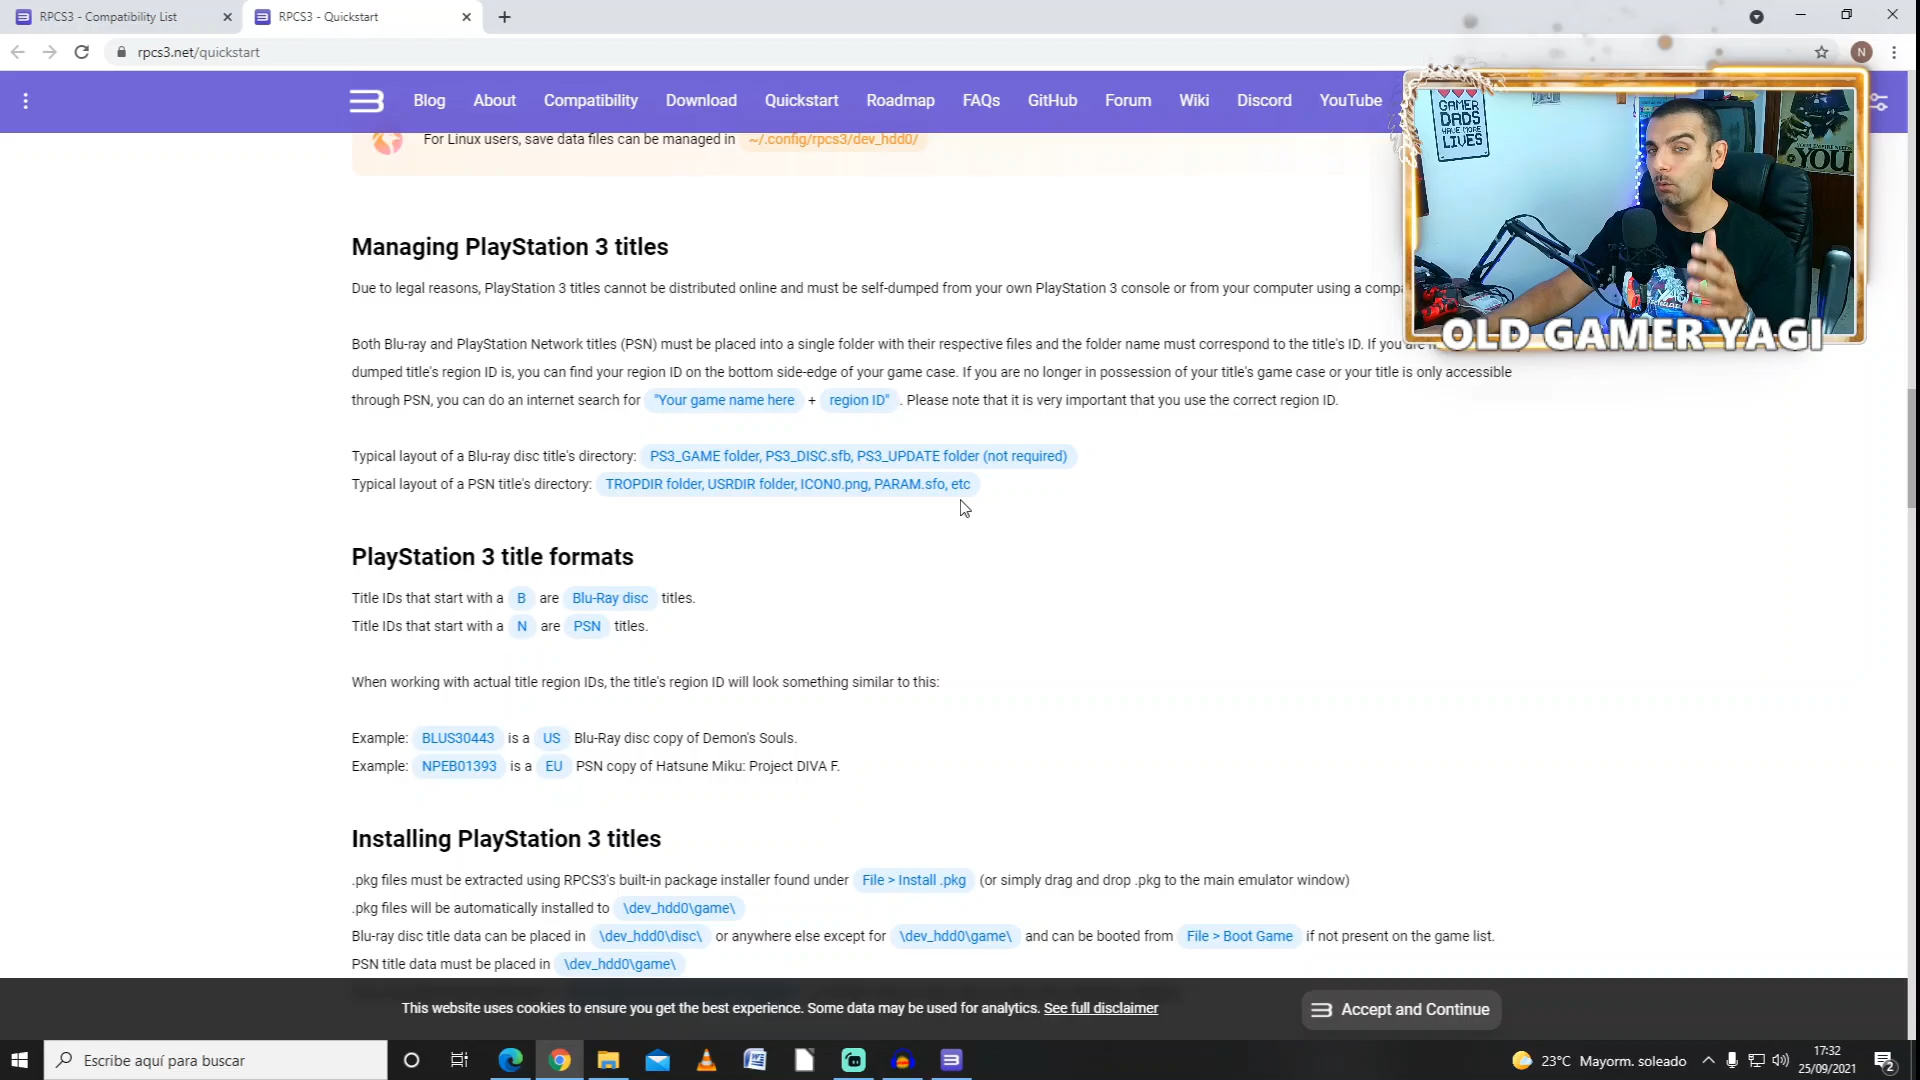 RPCS3 - Compatibility List
RPCS3 - Quickstart
rpcs3.net/quickstart
N
Blog About Compatibility Download Quickstart Roadmap FAQs GitHub Forum Wiki Discord YouTube
For Linux users, save data files can be managed in ~/.config/rpcs3/dev_hdd0/
GAMER
DADS
HAVE MORE
LIVES
YOU
OLD GAMER YAGI
Managing PlayStation 3 titles
Due to legal reasons, PlayStation 3 titles cannot be distributed online and must be self-dumped from your own PlayStation 3 console or from your computer using a
Both Blu-ray and PlayStation Network titles (PSN) must be placed into a single folder with their respective files and the folder name must correspond to the title's ID. If you
dumped title's region ID is, you can find your region ID on the bottom side-edge of your game case. If you are no longer in possession of your title's game case or your title is only accessible
through PSN, you can do an internet search for "Your game name here + region ID" . Please note that it is very important that you use the correct region ID.
Typical layout of a Blu-ray disc title's directory: PS3_GAME folder, PS3_DISC.sfb, PS3_UPDATE folder (not required)
Typical layout of a PSN title's directory: TROPDIR folder, USRDIR folder, ICON0.png, PARAM.sfo, etc
PlayStation 3 title formats
Title IDs that start with a B are Blu-Ray disc titles.
Title IDs that start with a N are PSN titles.
When working with actual title region IDs, the title's region ID will look something similar to this:
Example: BLUS30443 is a US Blu-Ray disc copy of Demon's Souls.
Example: NPEB01393 is a EU PSN copy of Hatsune Miku: Project DIVA F.
Installing PlayStation 3 titles
.pkg files must be extracted using RPCS3's built-in package installer found under File > Install .pkg (or simply drag and drop .pkg to the main emulator window)
.pkg files will be automatically installed to \dev_hdd0\game\
Blu-ray disc title data can be placed in \dev_hdd0\disc\ or anywhere else except for \dev_hdd0\game\ and can be booted from File > Boot Game if not present on the game list.
PSN title data must be placed in \dev_hdd0\game\
This website uses cookies to ensure you get the best experience. Some data may be used for analytics. See full disclaimer
Accept and Continue
Escribe aquí para buscar
23°C Mayorm. soleado
17:32
25/09/2021
2